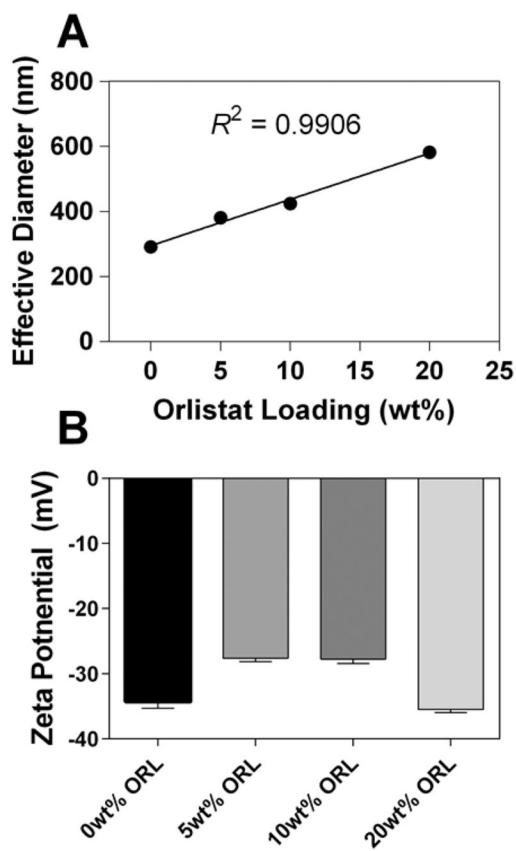 A
Effective Diameter (nm)
800
600
400
200
0
R² = 0.9906
0 5 10 15 20 25
Orlistat Loading (wt%)
B
Zeta Potnential (mV)
0
-10
-20
-30
-40
0wt% ORL
5wt% ORL
10wt% ORL
20wt% ORL